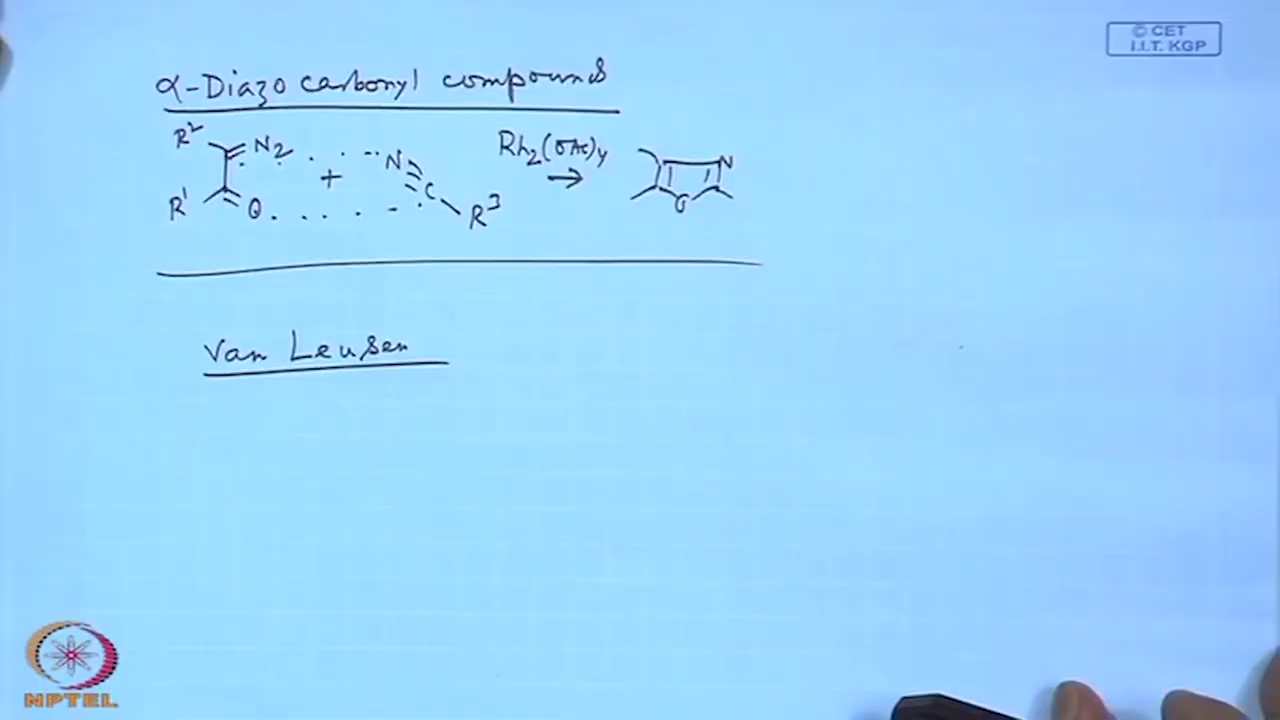 © CET
I.I.T. KGP
α-Diazo carbonyl compounds
R² N₂ N Rh₂(OAc)₄ N
+ →
R¹ O C R³ O
Van Leusen
NPTEL